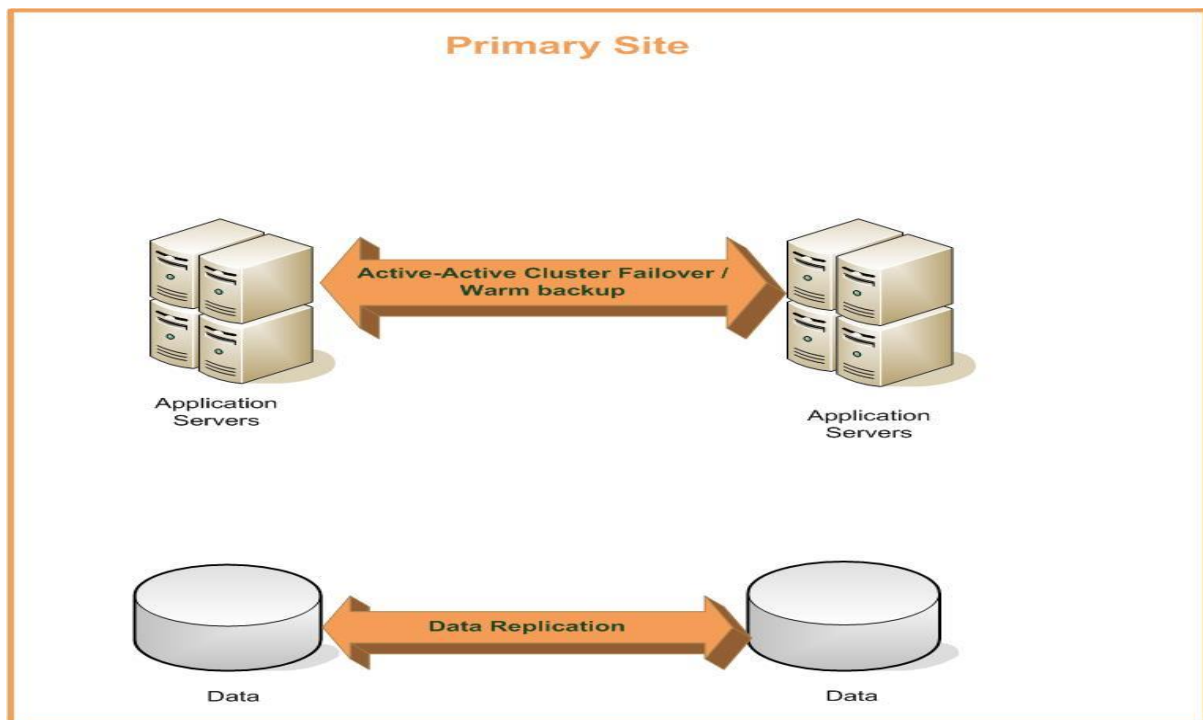 Primary Site
Active-Active Cluster Failover /
Warm backup
Application
Servers
Application
Servers
Data Replication
Data
Data